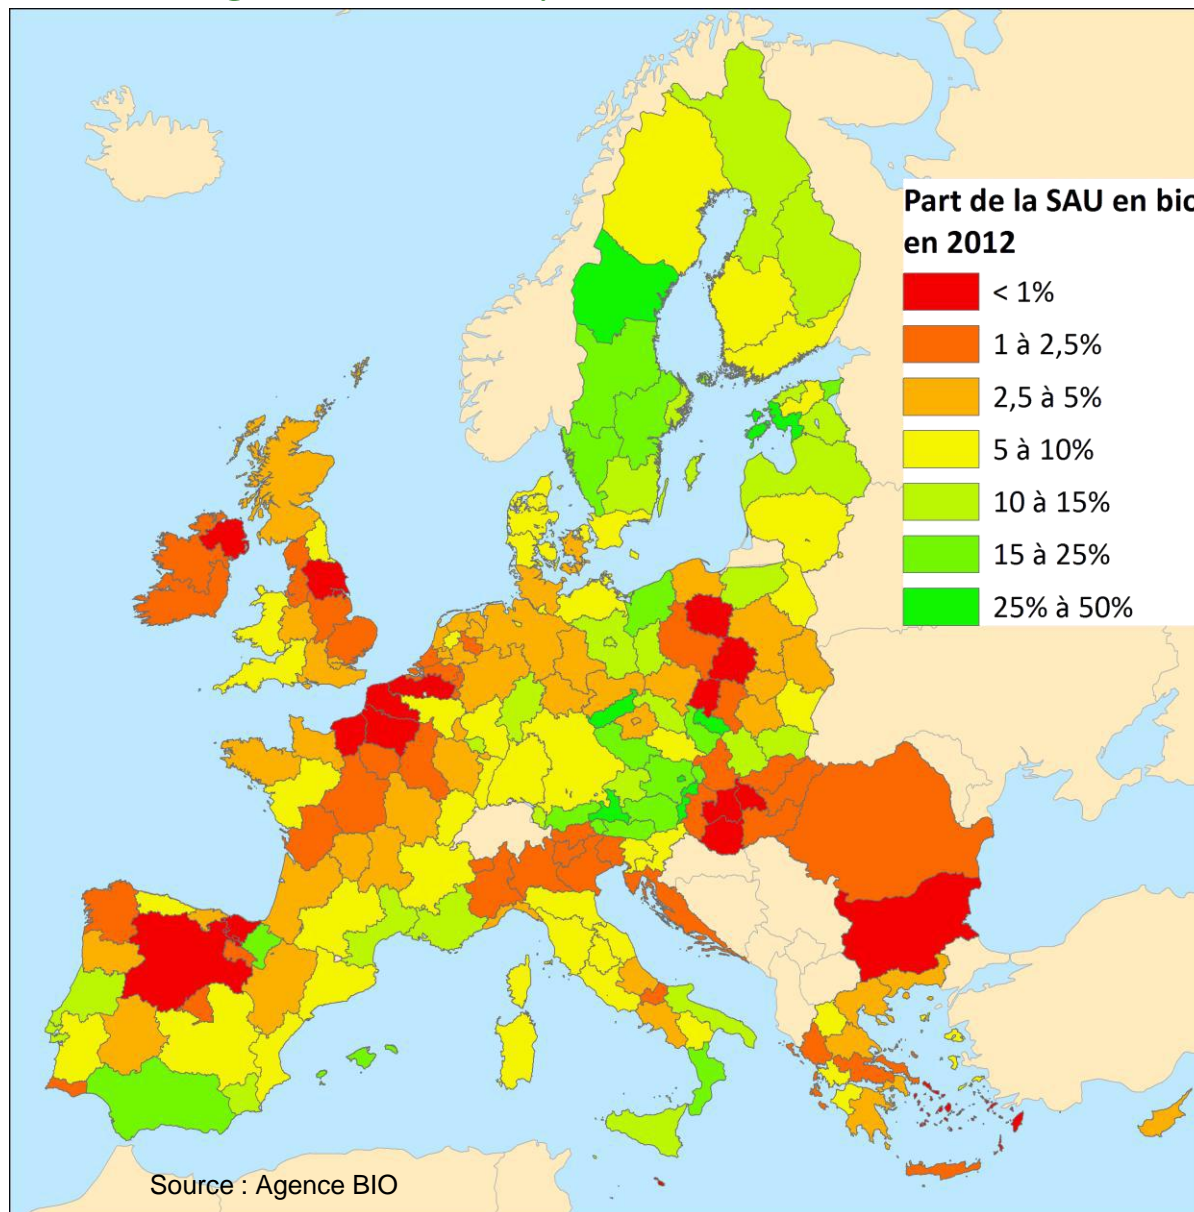 Part de la SAU en bio
en 2012
< 1%
1 à 2,5%
2,5 à 5%
5 à 10%
10 à 15%
15 à 25%
25% à 50%
Source : Agence BIO